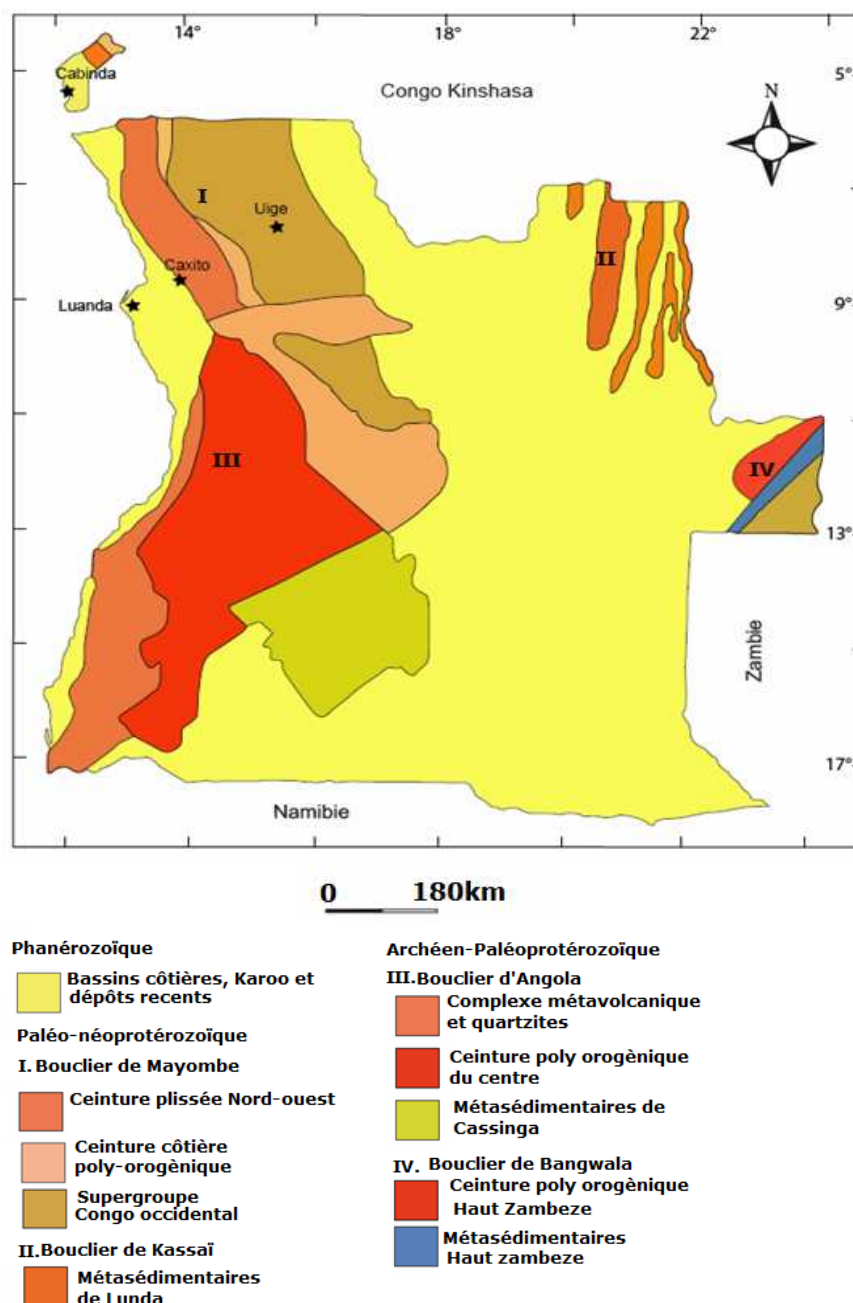 14°
18°
22°
Cabinda
5°
Congo Kinshasa
N
I
Uige
II
Caxito
Luanda
9°
III
IV
13°
Zambie
17°
Namibie
0 180km
Phanérozoïque
Bassins côtières, Karoo et
dépôts recents
Paléo-néoprotérozoïque
I. Bouclier de Mayombe
Ceinture plissée Nord-ouest
Ceinture côtière
poly-orogènique
Supergroupe
Congo occidental
II. Bouclier de Kassaï
Métasédimentaires
de Lunda
Archéen-Paléoprotérozoïque
III. Bouclier d'Angola
Complexe métavolcanique
et quartzites
Ceinture poly orogènique
du centre
Métasédimentaires de
Cassinga
IV. Bouclier de Bangwala
Ceinture poly orogènique
Haut Zambeze
Métasédimentaires
Haut zambeze